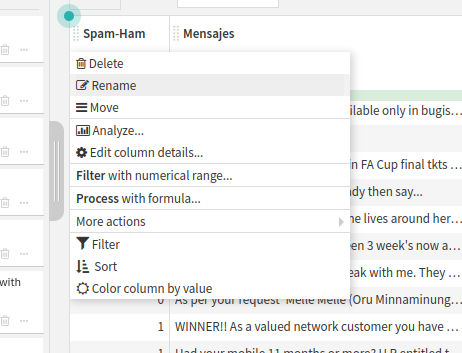 Spam-Ham Mensajes
Delete
Rename
Move
ilable only in bugis...
Analyze...
Edit column details...
in FA Cup final tkts ...
Filter with numerical range...
dy then say...
Process with formula...
More actions
he lives around her...
Filter
een 3 week's now a...
Sort
eak with me. They ...
with
Color column by value
0 As per your request 'Melle Melle (Oru Minnaminung...
1 WINNER!! As a valued network customer you have ...
1 Had your mobile 11 months or more? U R entitled t...